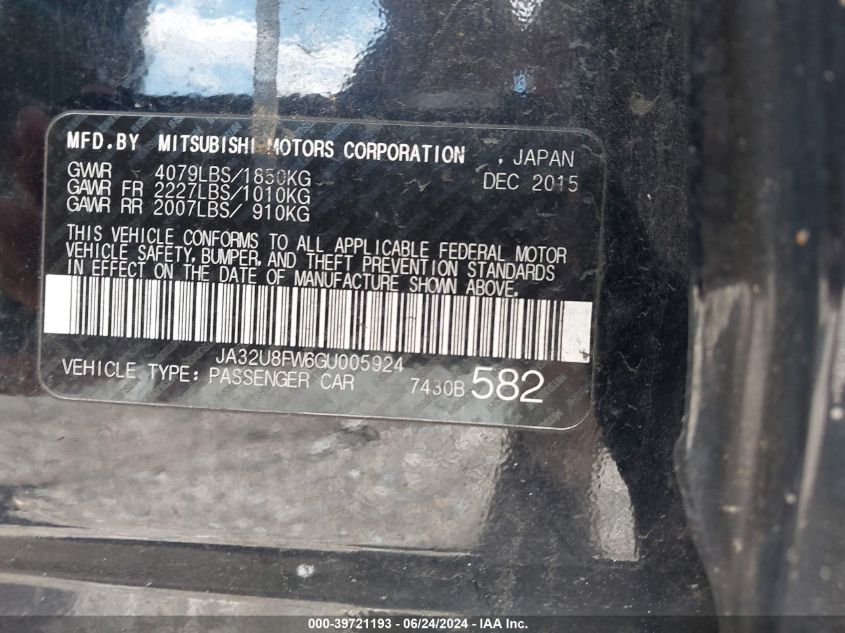 MFD.BY MITSUBISHI MOTORS CORPORATION , JAPAN
GVWR 4079LBS/1850KG DEC 2015
GAWR FR 2227LBS/1010KG
GAWR RR 2007LBS/ 910KG
THIS VEHICLE CONFORMS TO ALL APPLICABLE FEDERAL MOTOR
VEHICLE SAFETY, BUMPER, AND THEFT PREVENTION STANDARDS
IN EFFECT ON THE DATE OF MANUFACTURE SHOWN ABOVE.
JA32U8FW6GU005924
VEHICLE TYPE: PASSENGER CAR 7430B 582
000-39721193 - 06/24/2024 - IAA Inc.